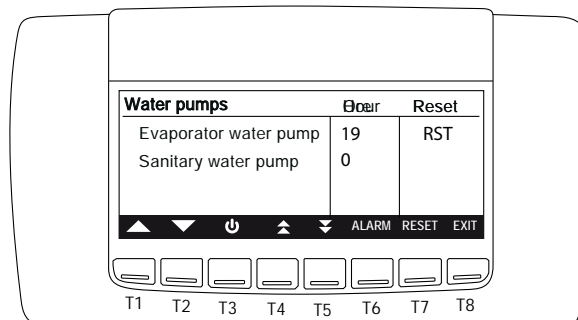 Water pumps Hour Reset
Evaporator water pump 19 RST
Sanitary water pump 0
ALARM RESET EXIT
T1 T2 T3 T4 T5 T6 T7 T8